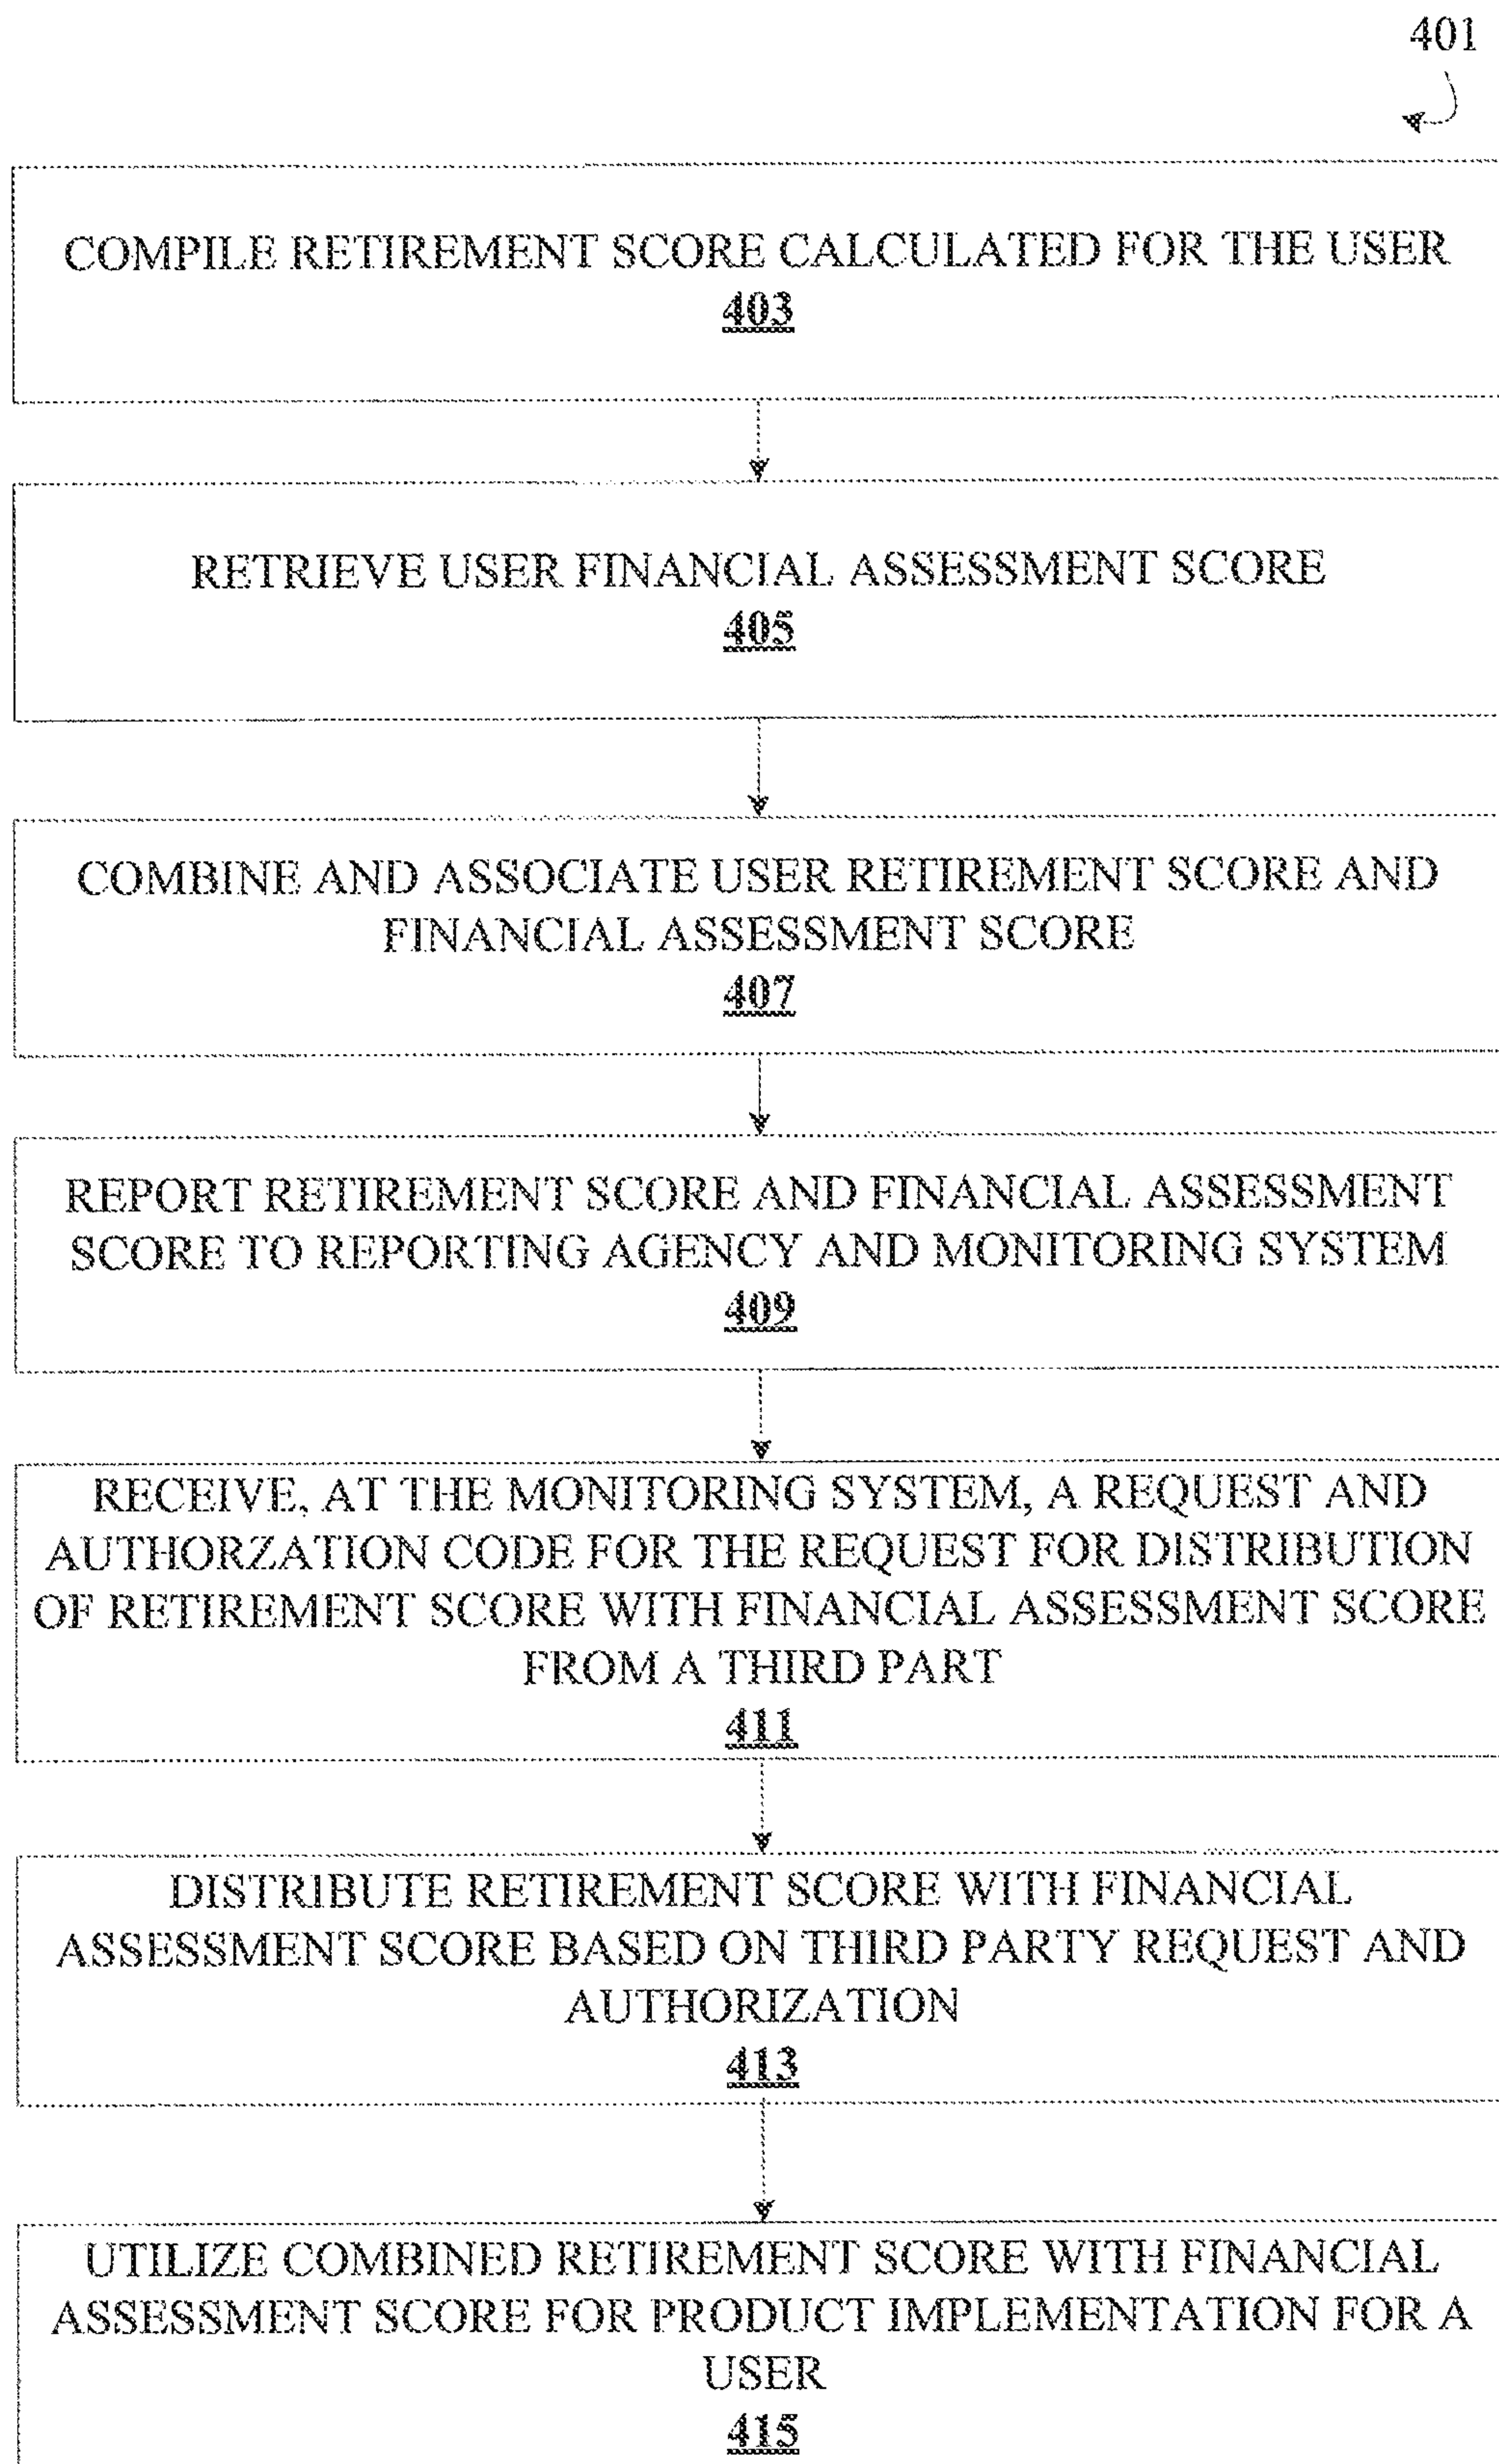 401
COMPILE RETIREMENT SCORE CALCULATED FOR THE USER
403
RETRIEVE USER FINANCIAL ASSESSMENT SCORE
405
COMBINE AND ASSOCIATE USER RETIREMENT SCORE AND
FINANCIAL ASSESSMENT SCORE
407
REPORT RETIREMENT SCORE AND FINANCIAL ASSESSMENT
SCORE TO REPORTING AGENCY AND MONITORING SYSTEM
409
RECEIVE, AT THE MONITORING SYSTEM, A REQUEST AND
AUTHORZATION CODE FOR THE REQUEST FOR DISTRIBUTION
OF RETIREMENT SCORE WITH FINANCIAL ASSESSMENT SCORE
FROM A THIRD PART
411
DISTRIBUTE RETIREMENT SCORE WITH FINANCIAL
ASSESSMENT SCORE BASED ON THIRD PARTY REQUEST AND
AUTHORIZATION
413
UTILIZE COMBINED RETIREMENT SCORE WITH FINANCIAL
ASSESSMENT SCORE FOR PRODUCT IMPLEMENTATION FOR A
USER
415